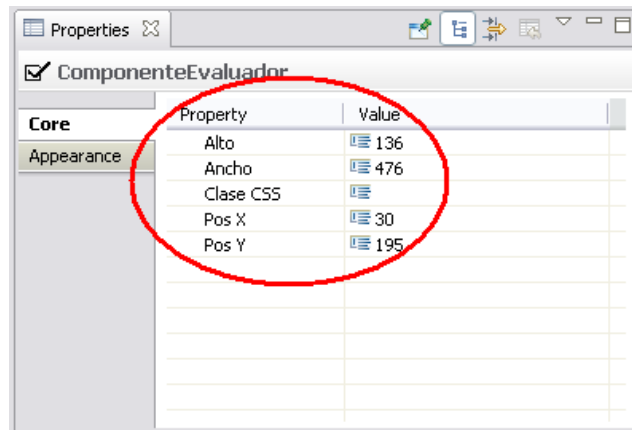 Properties
ComponenteEvaluador
Core
Appearance
Property Value
Alto 136
Ancho 476
Clase CSS
Pos X 30
Pos Y 195